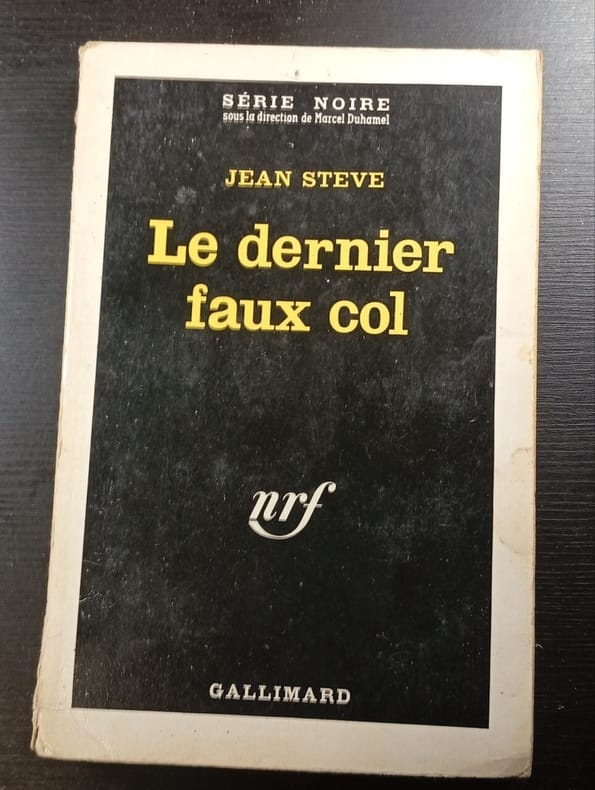 SÉRIE NOIRE
sous la direction de Marcel Duhamel
JEAN STEVE
Le dernier
faux col
nrf
GALLIMARD